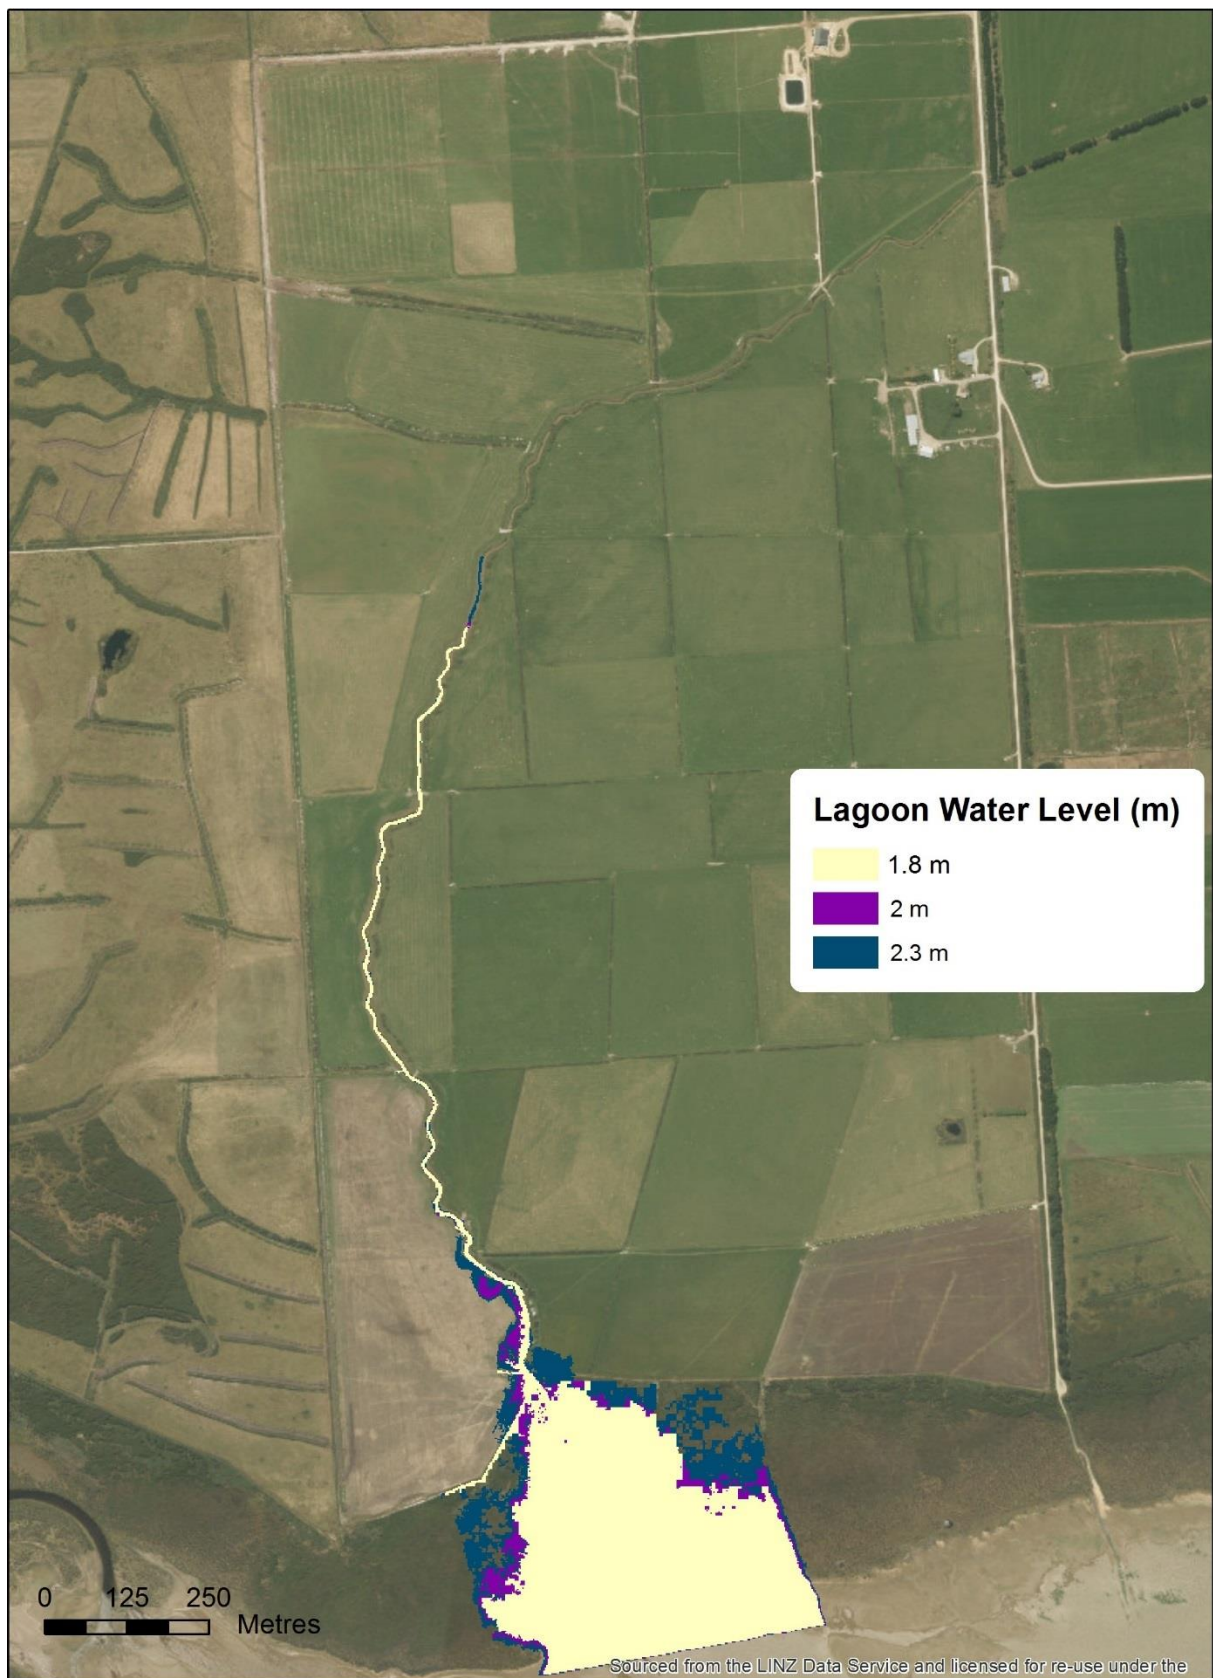 Lagoon Water Level (m)
1.8 m
2 m
2.3 m
0 125 250
Metres
Sourced from the LINZ Data Service and licensed for re-use under the